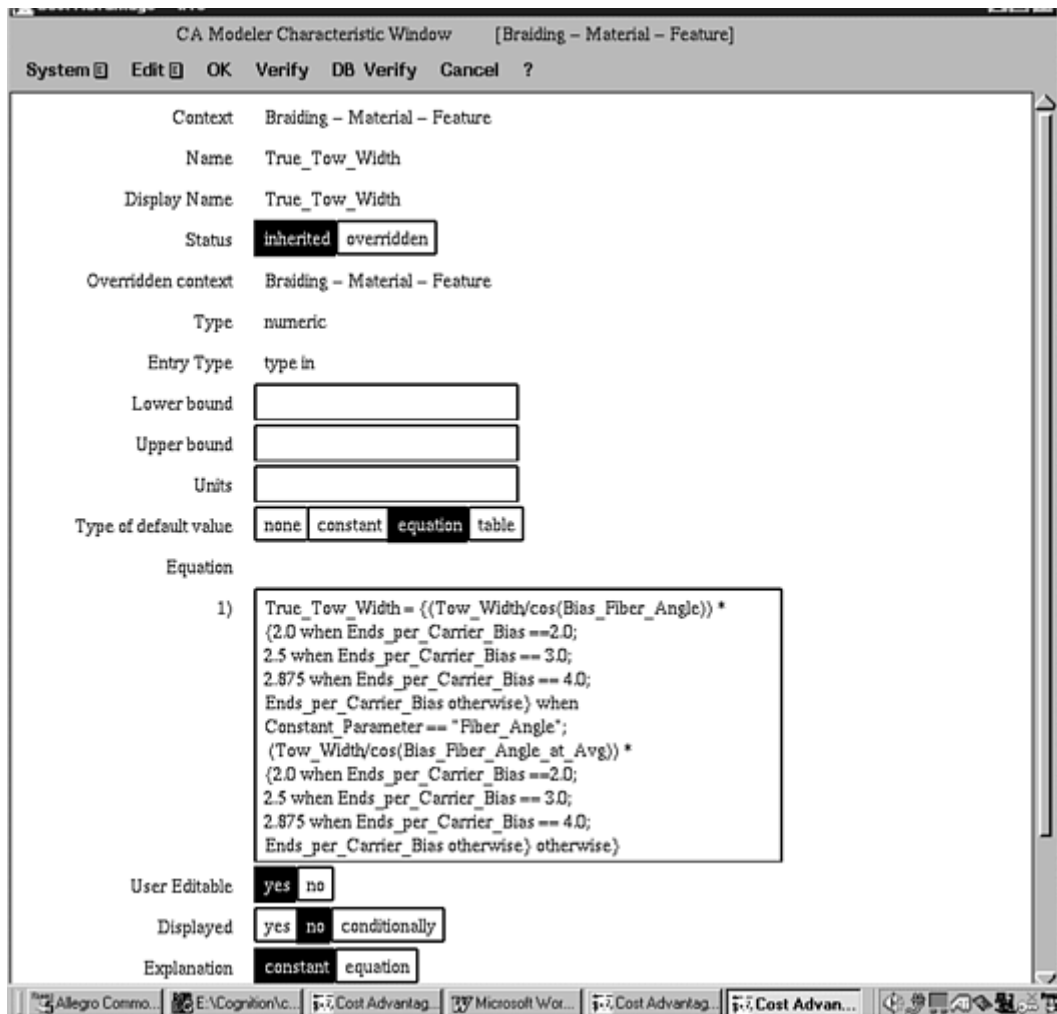 CA Modeler Characteristic Window [Braiding – Material – Feature]
System Edit OK Verify DB Verify Cancel ?
Context Braiding – Material – Feature
Name True_Tow_Width
Display Name True_Tow_Width
Status inherited overridden
Overridden context Braiding – Material – Feature
Type numeric
Entry Type type in
Lower bound
Upper bound
Units
Type of default value none constant equation table
Equation
1) True_Tow_Width = {(Tow_Width/cos(Bias_Fiber_Angle)) *
{2.0 when Ends_per_Carrier_Bias ==2.0;
2.5 when Ends_per_Carrier_Bias == 3.0;
2.875 when Ends_per_Carrier_Bias == 4.0;
Ends_per_Carrier_Bias otherwise} when
Constant_Parameter == "Fiber_Angle";
(Tow_Width/cos(Bias_Fiber_Angle_at_Avg)) *
{2.0 when Ends_per_Carrier_Bias ==2.0;
2.5 when Ends_per_Carrier_Bias == 3.0;
2.875 when Ends_per_Carrier_Bias == 4.0;
Ends_per_Carrier_Bias otherwise} otherwise}
User Editable yes no
Displayed yes no conditionally
Explanation constant equation
Allegro Commo... E:\Cognition\c... Cost Advantag... Microsoft Wor... Cost Advantag... Cost Advan...